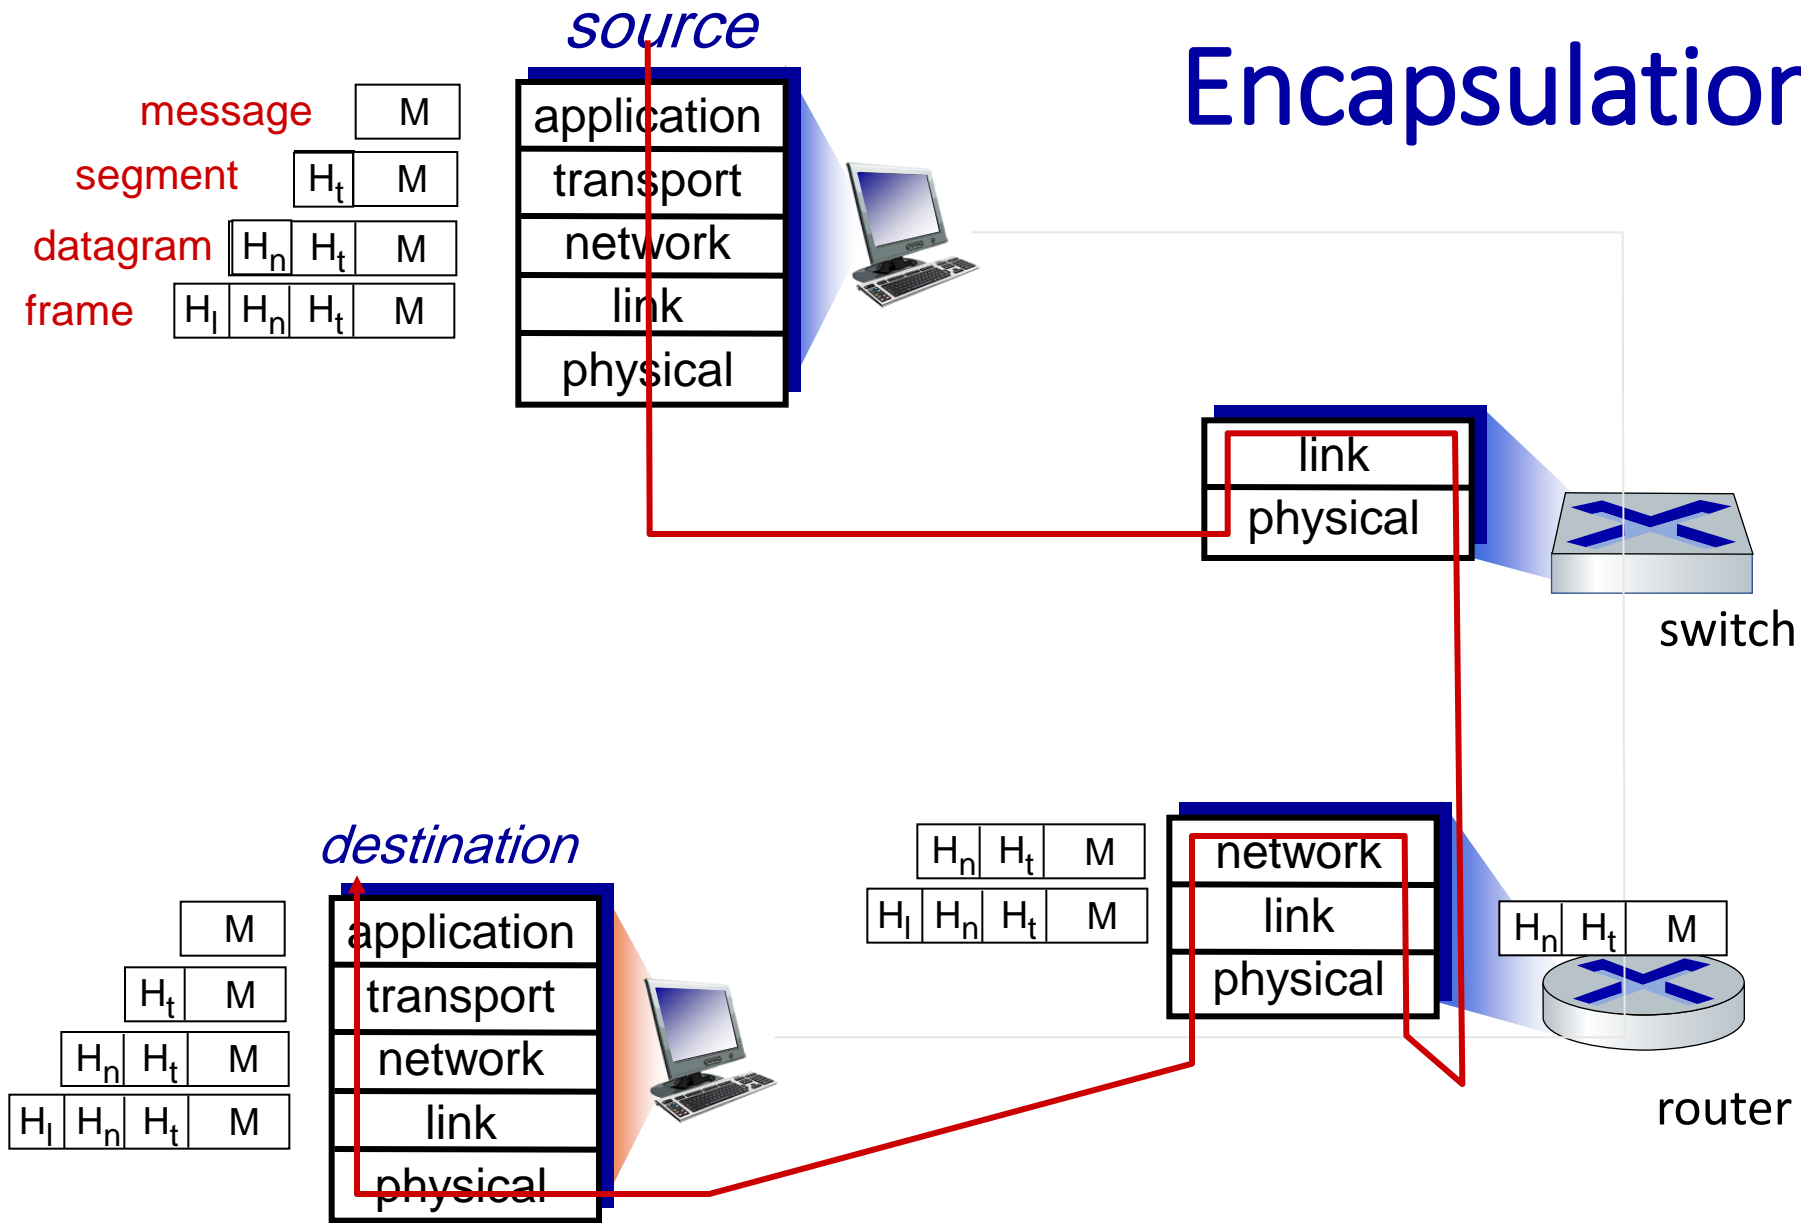 source
Encapsulation
message M
segment Ht M
datagram Hn Ht M
frame Hl Hn Ht M
application
transport
network
link
physical
link
physical
switch
destination
M
Ht M
Hn Ht M
Hl Hn Ht M
application
transport
network
link
physical
Hn Ht M
Hl Hn Ht M
network
link
physical
Hn Ht M
router